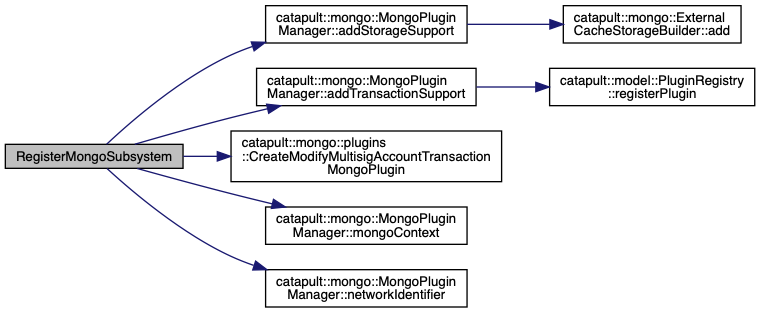 RegisterMongoSubsystem
catapult::mongo::MongoPlugin
Manager::addStorageSupport
catapult::mongo::External
CacheStorageBuilder::add
catapult::mongo::MongoPlugin
Manager::addTransactionSupport
catapult::model::PluginRegistry
::registerPlugin
catapult::mongo::plugins
::CreateModifyMultisigAccountTransaction
MongoPlugin
catapult::mongo::MongoPlugin
Manager::mongoContext
catapult::mongo::MongoPlugin
Manager::networkIdentifier